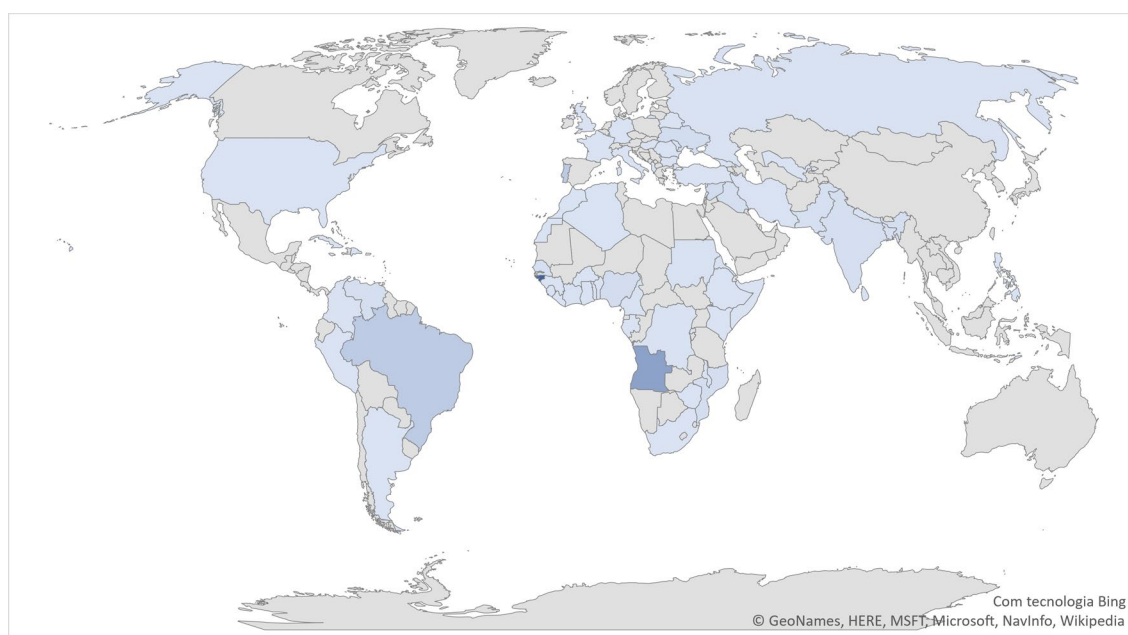 Com tecnologia Bing
© GeoNames, HERE, MSFT, Microsoft, NavInfo, Wikipedia